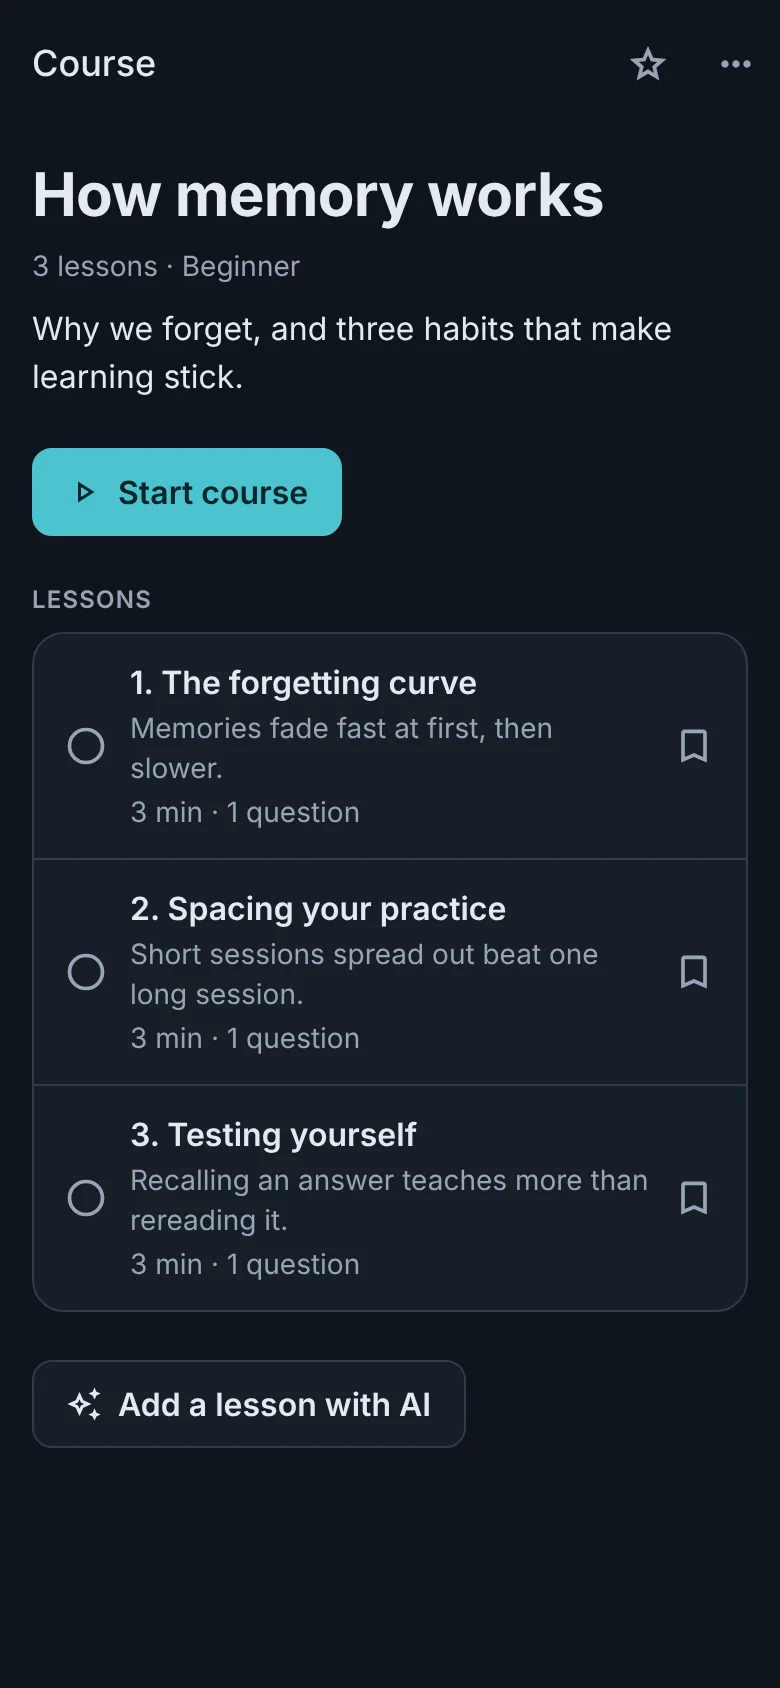 Course
How memory works
3 lessons · Beginner
Why we forget, and three habits that make
learning stick.
Start course
LESSONS
1. The forgetting curve
Memories fade fast at first, then
slower.
3 min · 1 question
2. Spacing your practice
Short sessions spread out beat one
long session.
3 min · 1 question
3. Testing yourself
Recalling an answer teaches more than
rereading it.
3 min · 1 question
Add a lesson with AI